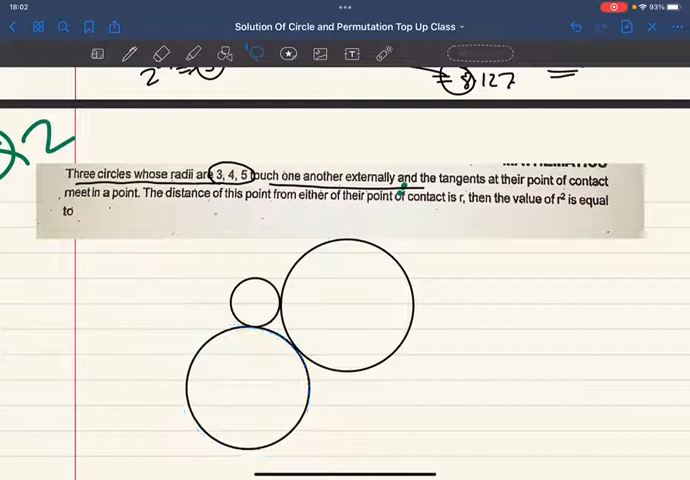 18:02
93%
Solution Of Circle and Permutation Top Up Class
= 8127
Q2
Three circles whose radii are 3, 4, 5 touch one another externally and the tangents at their point of contact
meet in a point. The distance of this point from either of their point of contact is r, then the value of r² is equal
to